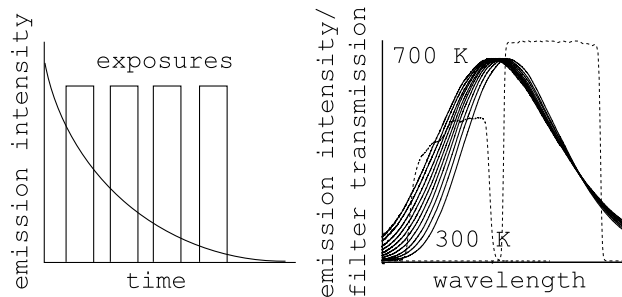 emission intensity
exposures
time
emission intensity/
filter transmission
700 K
300 K
wavelength